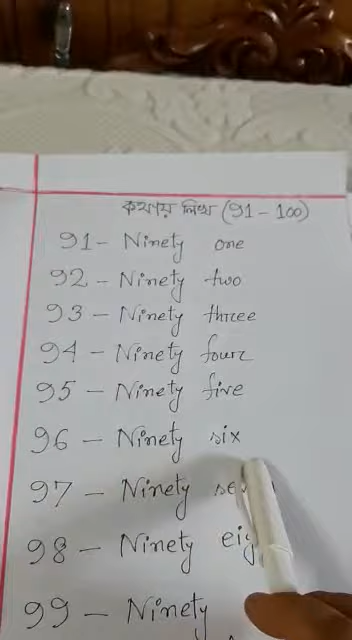 কথায় লিখ (91 - 100)
91 - Ninety one
92 - Ninety two
93 - Ninety three
94 - Ninety four
95 - Ninety five
96 - Ninety six
97 - Ninety
98 - Ninety
99 - Ninety